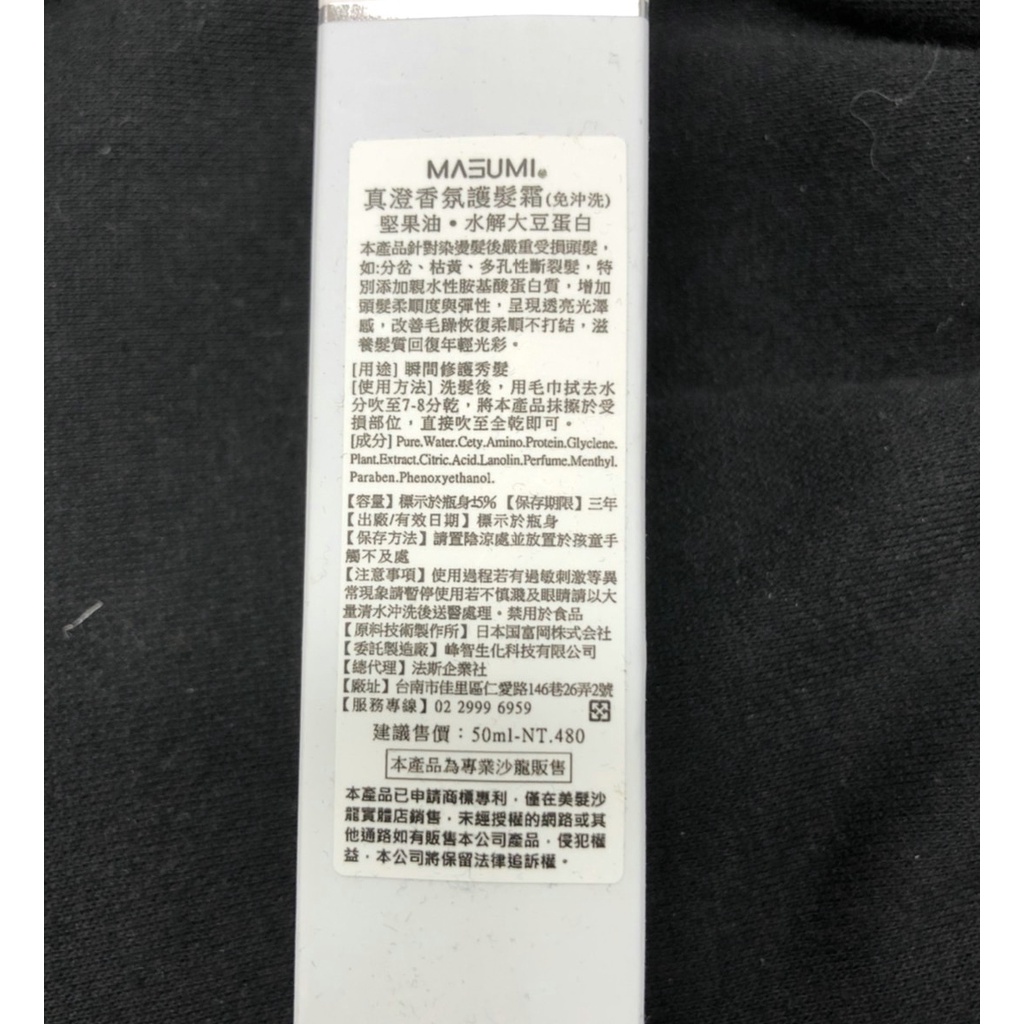 MASUMI
真澄香氛護髮霜(免沖洗)
堅果油•水解大豆蛋白
本產品針對染燙髮後嚴重受損頭髮，
如:分岔、枯黃、多孔性斷裂髮，特
別添加親水性胺基酸蛋白質，增加
頭髮柔順度與彈性，呈現透亮光澤
感，改善毛躁恢復柔順不打結，滋
養髮質回復年輕光彩。
[用途] 瞬間修護秀髮
[使用方法] 洗髮後，用毛巾拭去水
分吹至7-8分乾，將本產品抹擦於受
損部位，直接吹至全乾即可。
[成分] Pure.Water.Cety.Amino.Protein.Glyclene.
Plant.Extract.Citric.Acid.Lanolin.Perfume.Menthyl.
Paraben.Phenoxyethanol.
【容量】標示於瓶身±5% 【保存期限】三年
【出廠/有效日期】標示於瓶身
【保存方法】請置陰涼處並放置於孩童手
觸不及處
【注意事項】使用過程若有過敏刺激等異
常現象請暫停使用若不慎濺及眼睛請以大
量清水沖洗後送醫處理。禁用於食品
【原料技術製作所】日本国富岡株式会社
【委託製造廠】峰智生化科技有限公司
【總代理】法斯企業社
【廠址】台南市佳里區仁愛路146巷26弄2號
【服務專線】02 2999 6959
建議售價：50ml-NT.480
本產品為專業沙龍販售
本產品已申請商標專利，僅在美髮沙
龍實體店銷售，未經授權的網路或其
他通路如有販售本公司產品，侵犯權
益，本公司將保留法律追訴權。